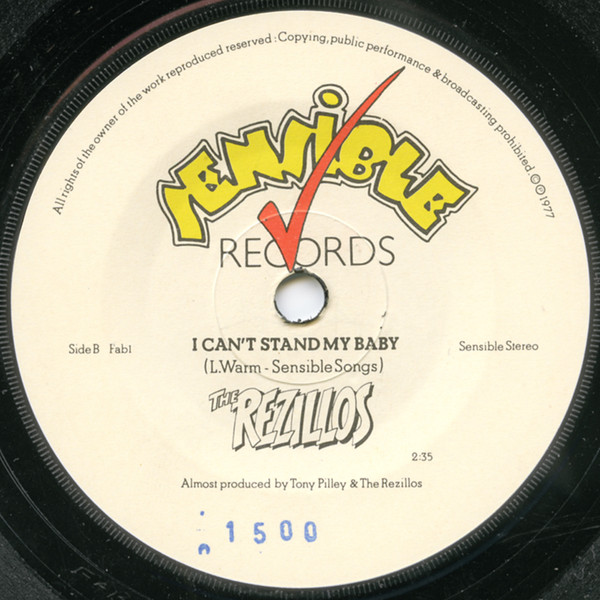 All rights of the owner of the work reproduced reserved : Copying, public performance & broadcasting prohibited. © ℗ 1977
SENSIBLE
RECORDS
I CAN'T STAND MY BABY
Side B Fab1
Sensible Stereo
(L.Warm - Sensible Songs)
THE REZILLOS
2:35
Almost produced by Tony Pilley & The Rezillos
1500